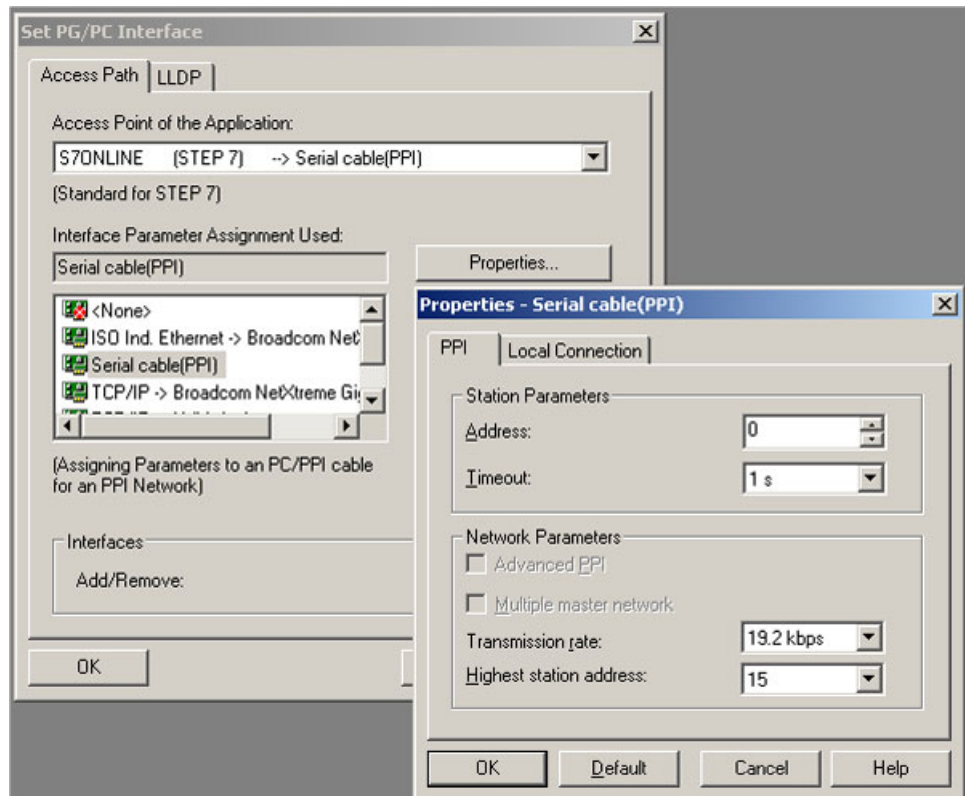 Set PG/PC Interface
Access Path
LLDP
Access Point of the Application:
S7ONLINE (STEP 7) --> Serial cable(PPI)
(Standard for STEP 7)
Interface Parameter Assignment Used:
Serial cable(PPI)
Properties...
<None>
ISO Ind. Ethernet -> Broadcom Net
Serial cable(PPI)
TCP/IP -> Broadcom NetXtreme Gi
(Assigning Parameters to an PC/PPI cable
for an PPI Network)
Interfaces
Add/Remove:
OK
Properties - Serial cable(PPI)
PPI
Local Connection
Station Parameters
Address:
0
Timeout:
1 s
Network Parameters
Advanced PPI
Multiple master network
Transmission rate:
19.2 kbps
Highest station address:
15
OK
Default
Cancel
Help